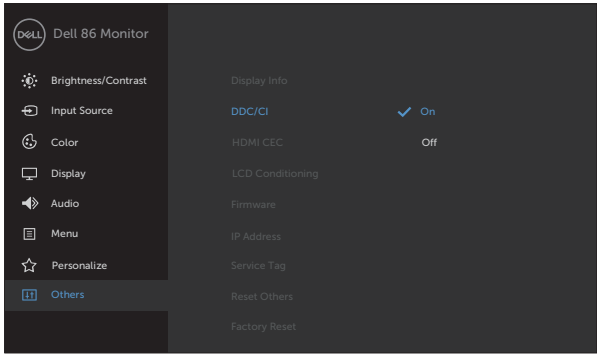 DELL Dell 86 Monitor
Brightness/Contrast Display Info
Input Source DDC/CI On
Color HDMI CEC Off
Display LCD Conditioning
Audio Firmware
Menu IP Address
Personalize Service Tag
Others Reset Others
Factory Reset